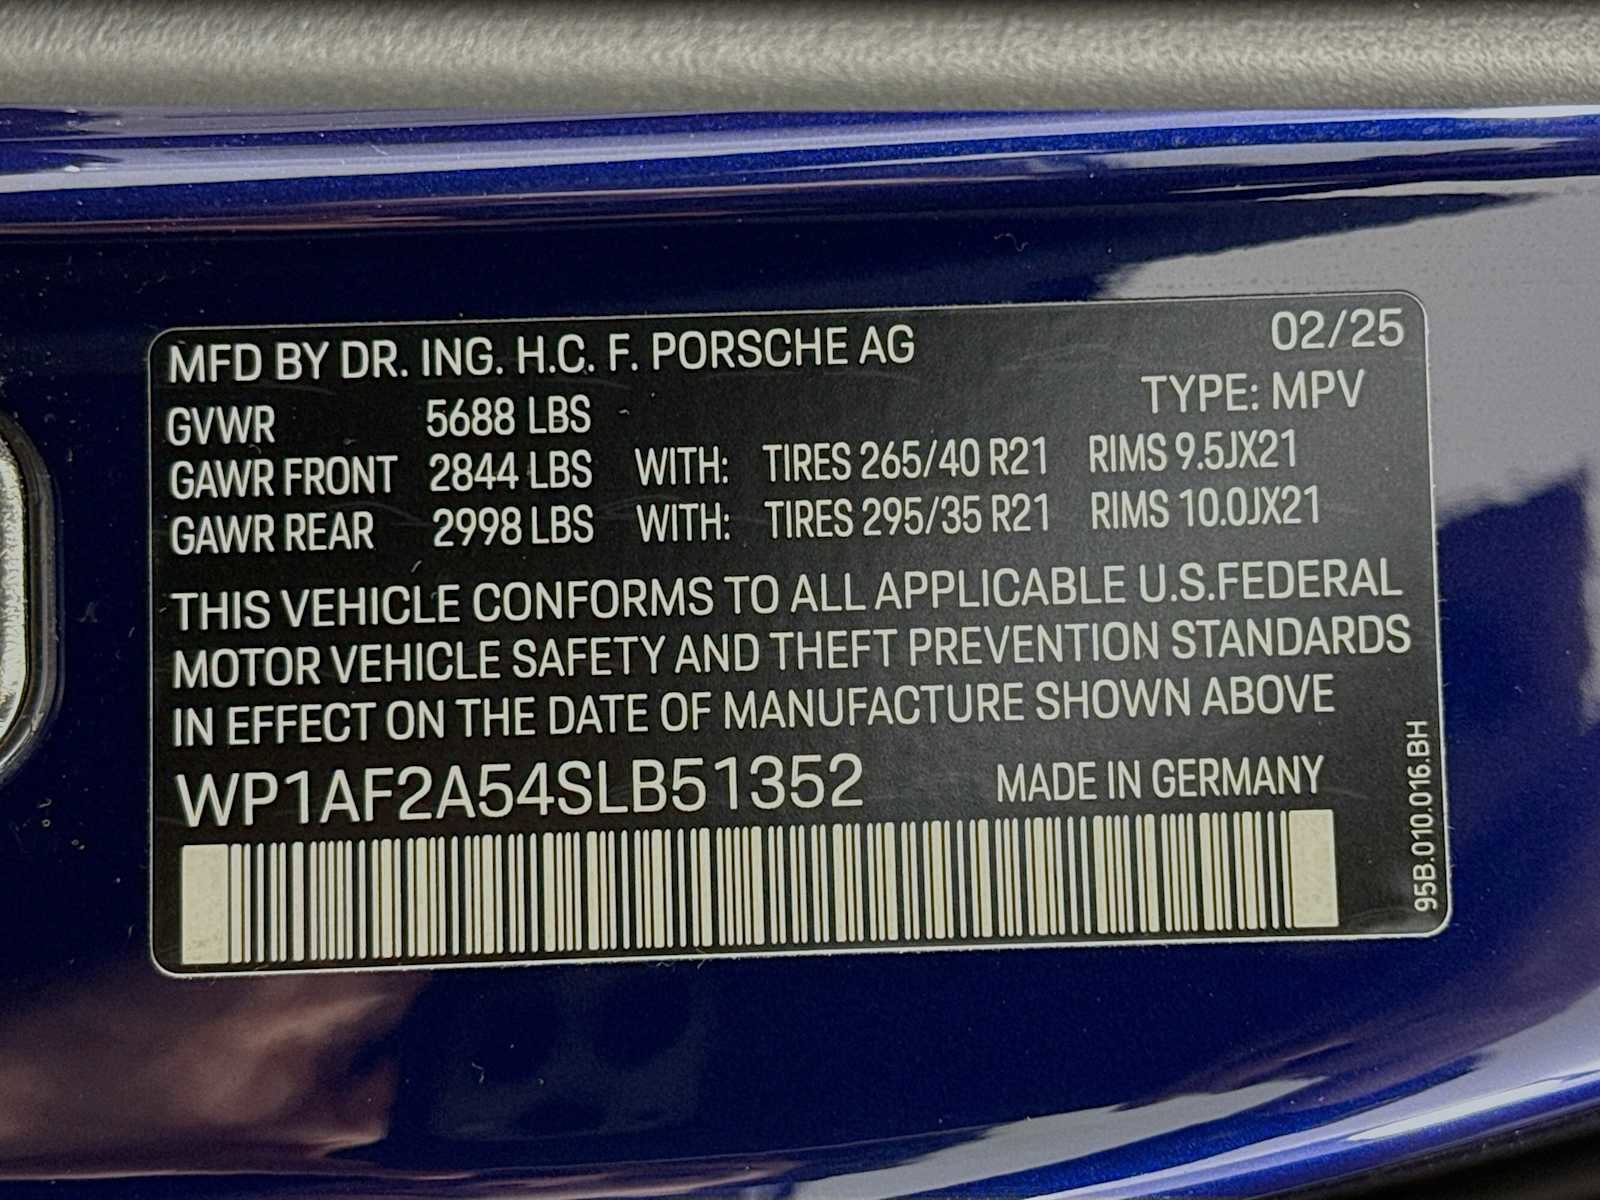 MFD BY DR. ING. H.C. F. PORSCHE AG 02/25
TYPE: MPV
GVWR 5688 LBS
GAWR FRONT 2844 LBS WITH: TIRES 265/40 R21 RIMS 9.5JX21
GAWR REAR 2998 LBS WITH: TIRES 295/35 R21 RIMS 10.0JX21
THIS VEHICLE CONFORMS TO ALL APPLICABLE U.S.FEDERAL
MOTOR VEHICLE SAFETY AND THEFT PREVENTION STANDARDS
IN EFFECT ON THE DATE OF MANUFACTURE SHOWN ABOVE
WP1AF2A54SLB51352 MADE IN GERMANY
95B.010.016.BH